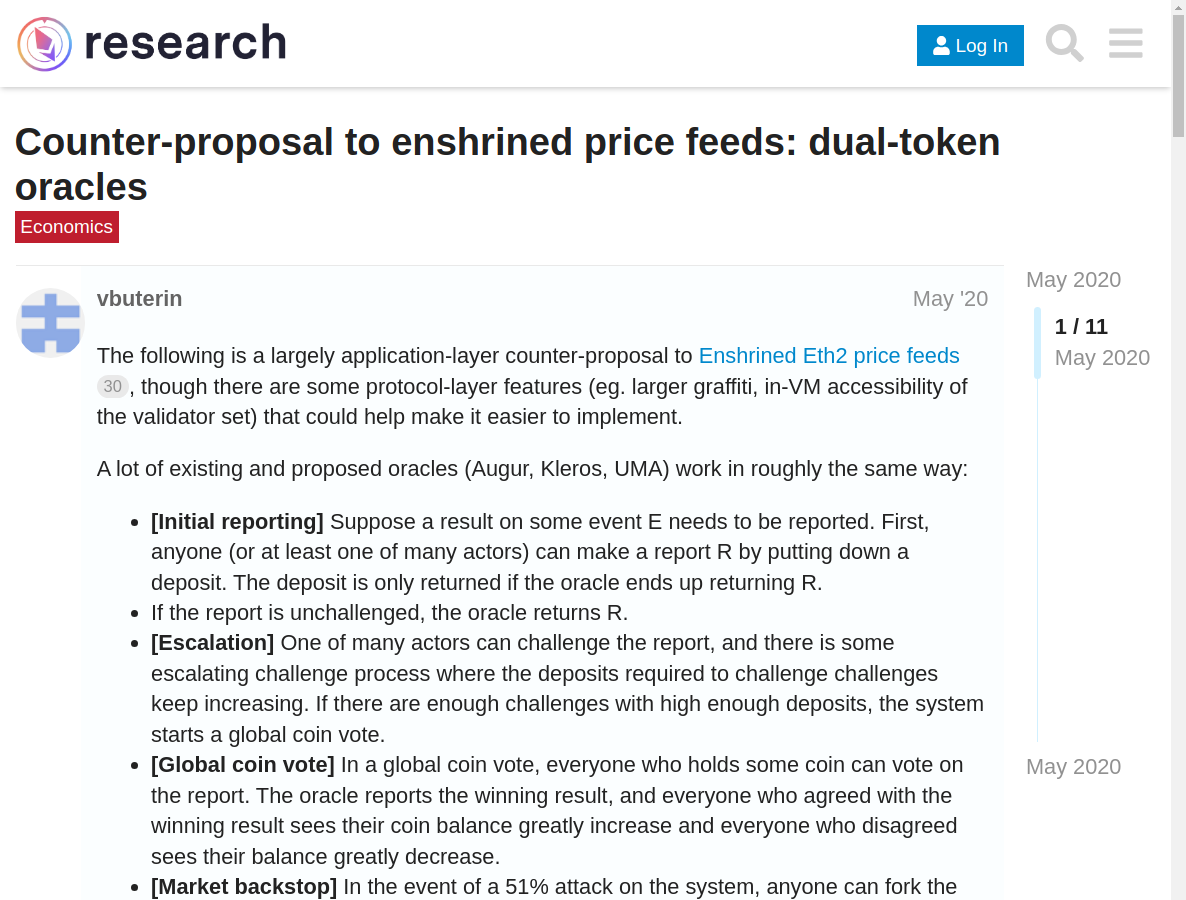 research
Log In
Counter-proposal to enshrined price feeds: dual-token
oracles
Economics
vbuterin
May '20
The following is a largely application-layer counter-proposal to Enshrined Eth2 price feeds
30, though there are some protocol-layer features (eg. larger graffiti, in-VM accessibility of
the validator set) that could help make it easier to implement.
A lot of existing and proposed oracles (Augur, Kleros, UMA) work in roughly the same way:
[Initial reporting] Suppose a result on some event E needs to be reported. First,
anyone (or at least one of many actors) can make a report R by putting down a
deposit. The deposit is only returned if the oracle ends up returning R.
If the report is unchallenged, the oracle returns R.
[Escalation] One of many actors can challenge the report, and there is some
escalating challenge process where the deposits required to challenge challenges
keep increasing. If there are enough challenges with high enough deposits, the system
starts a global coin vote.
[Global coin vote] In a global coin vote, everyone who holds some coin can vote on
the report. The oracle reports the winning result, and everyone who agreed with the
winning result sees their coin balance greatly increase and everyone who disagreed
sees their balance greatly decrease.
[Market backstop] In the event of a 51% attack on the system, anyone can fork the
May 2020
1 / 11
May 2020
May 2020